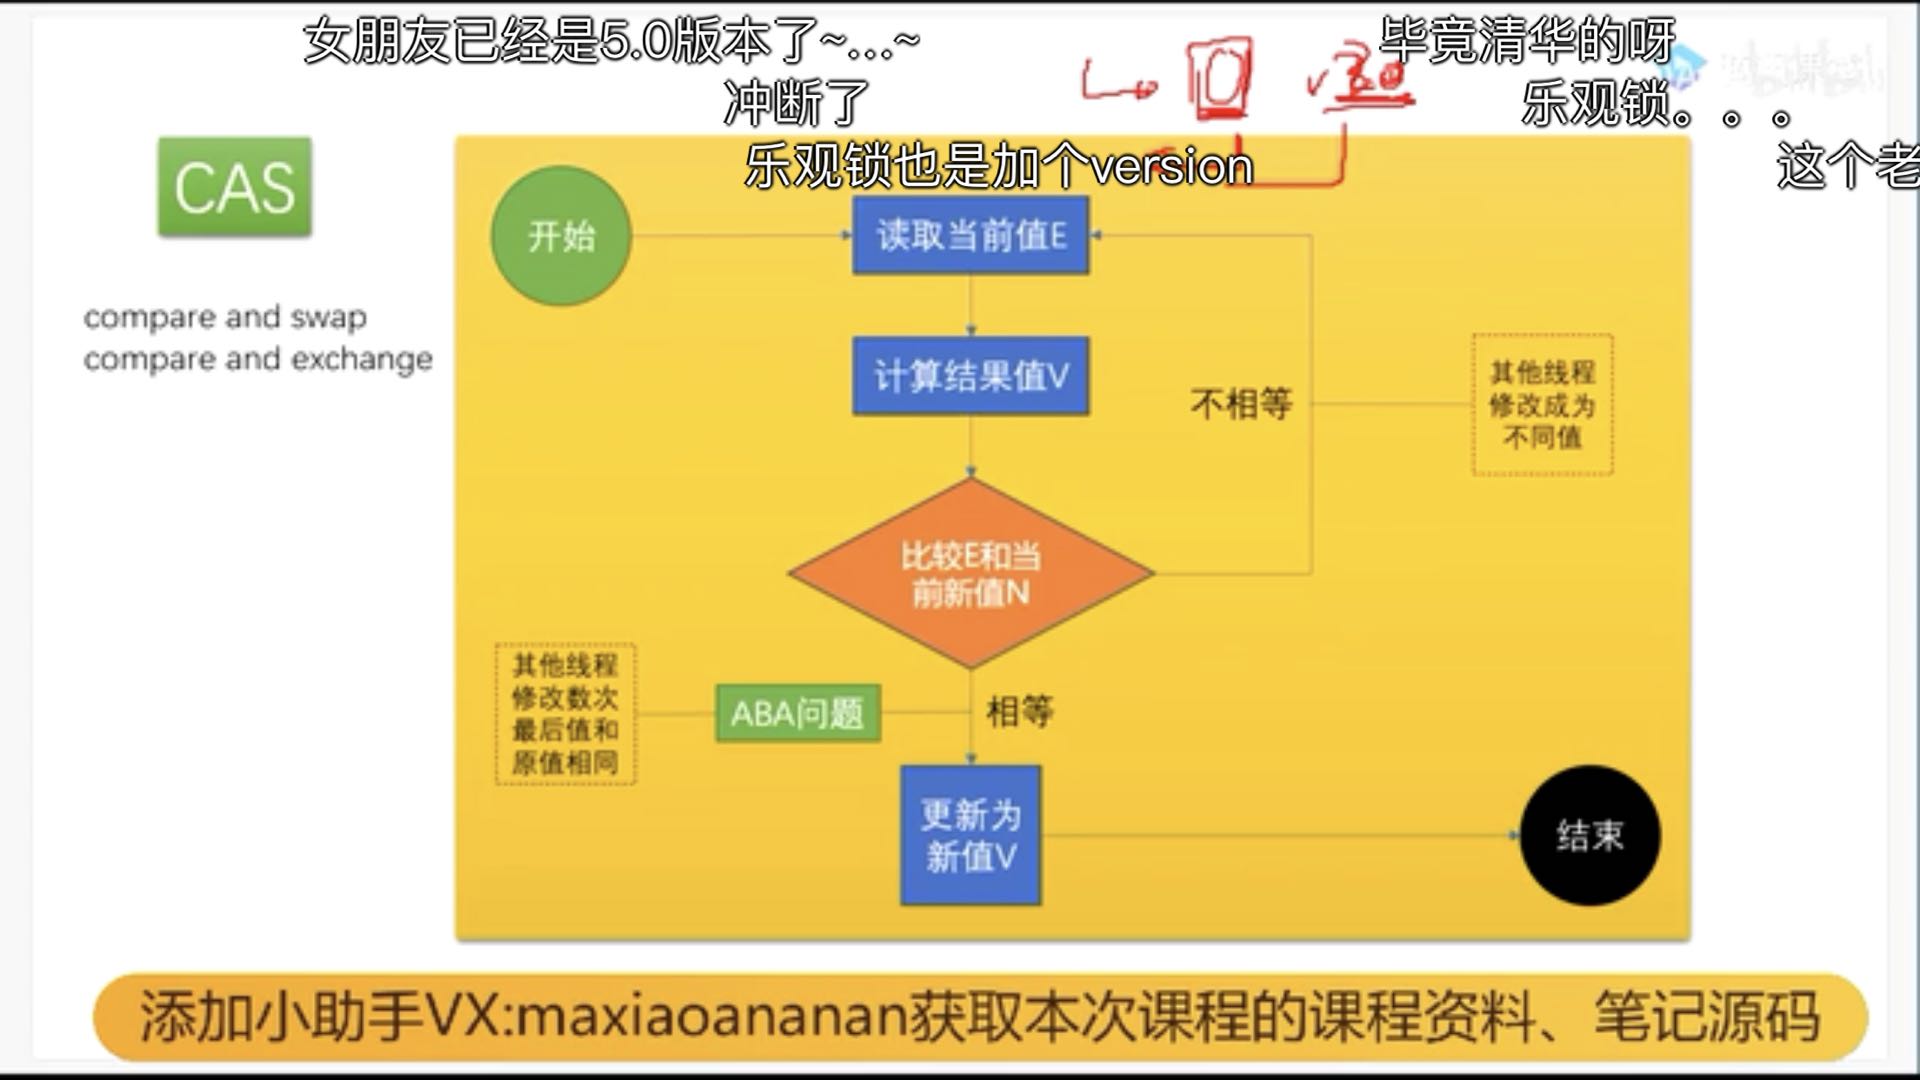 女朋友已经是5.0版本了~...~
毕竟清华的呀
冲断了
乐观锁。。。
乐观锁也是加个version
这个老
CAS
compare and swap
compare and exchange
开始
读取当前值E
计算结果值V
不相等
其他线程
修改成为
不同值
比较E和当
前新值N
其他线程
修改数次
最后值和
原值相同
ABA问题
相等
更新为
新值V
结束
添加小助手VX:maxiaoananan获取本次课程的课程资料、笔记源码